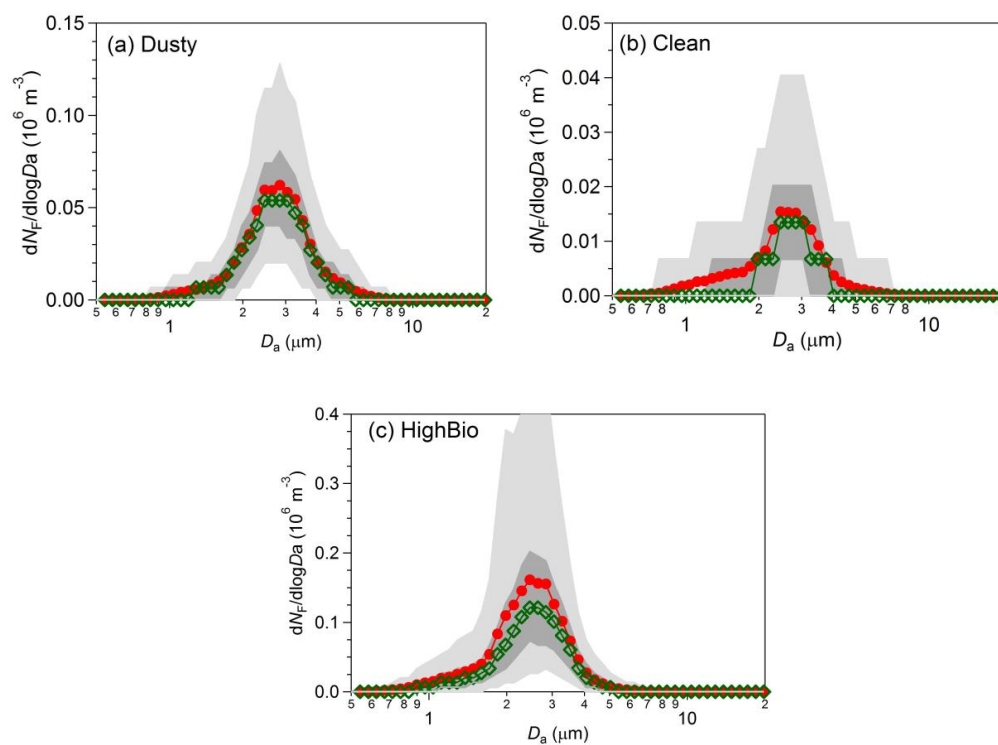 (a) Dusty
dN_F/dlogDa (10^6 m^-3)
0.15
0.10
0.05
0.00
5 6 7 8 9 1 2 3 4 5 6 7 8 9 10 2
D_a (μm)
(b) Clean
dN_F/dlogDa (10^6 m^-3)
0.05
0.04
0.03
0.02
0.01
0.00
5 6 7 8 1 2 3 4 5 6 7 8 10
D_a (μm)
(c) HighBio
dN_F/dlogDa (10^6 m^-3)
0.4
0.3
0.2
0.1
0.0
5 6 7 8 9 1 2 3 4 5 6 7 8 9 10 2
D_a (μm)